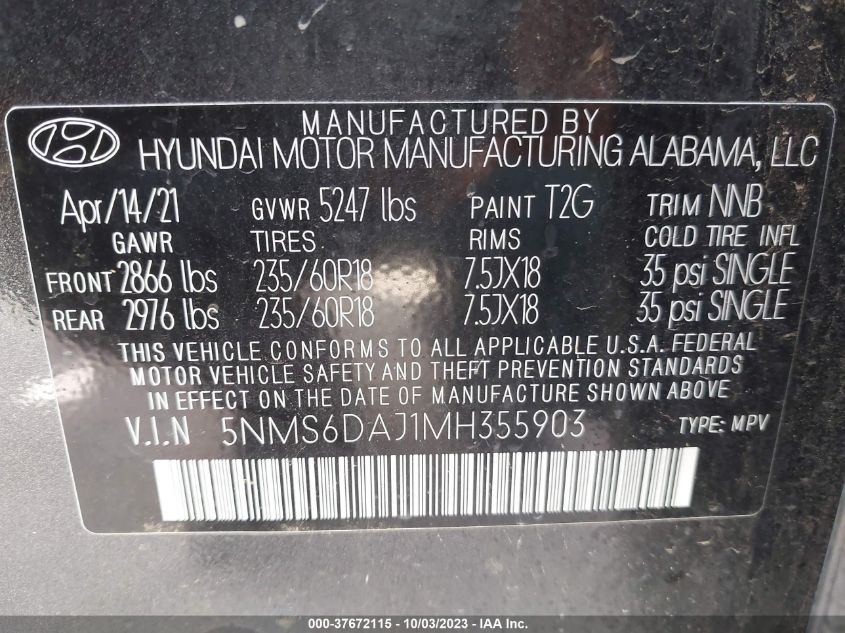 MANUFACTURED BY
HYUNDAI MOTOR MANUFACTURING ALABAMA, LLC
Apr/14/21 GVWR 5247 lbs PAINT T2G TRIM NNB
GAWR TIRES RIMS COLD TIRE INFL
FRONT 2866 lbs 235/60R18 7.5JX18 35 psi SINGLE
REAR 2976 lbs 235/60R18 7.5JX18 35 psi SINGLE
THIS VEHICLE CONFORMS TO ALL APPLICABLE U.S.A. FEDERAL
MOTOR VEHICLE SAFETY AND THEFT PREVENTION STANDARDS
IN EFFECT ON THE DATE OF MANUFACTURE SHOWN ABOVE.
V.I.N 5NMS6DAJ1MH355903 TYPE: MPV
000-37672115 - 10/03/2023 - IAA Inc.